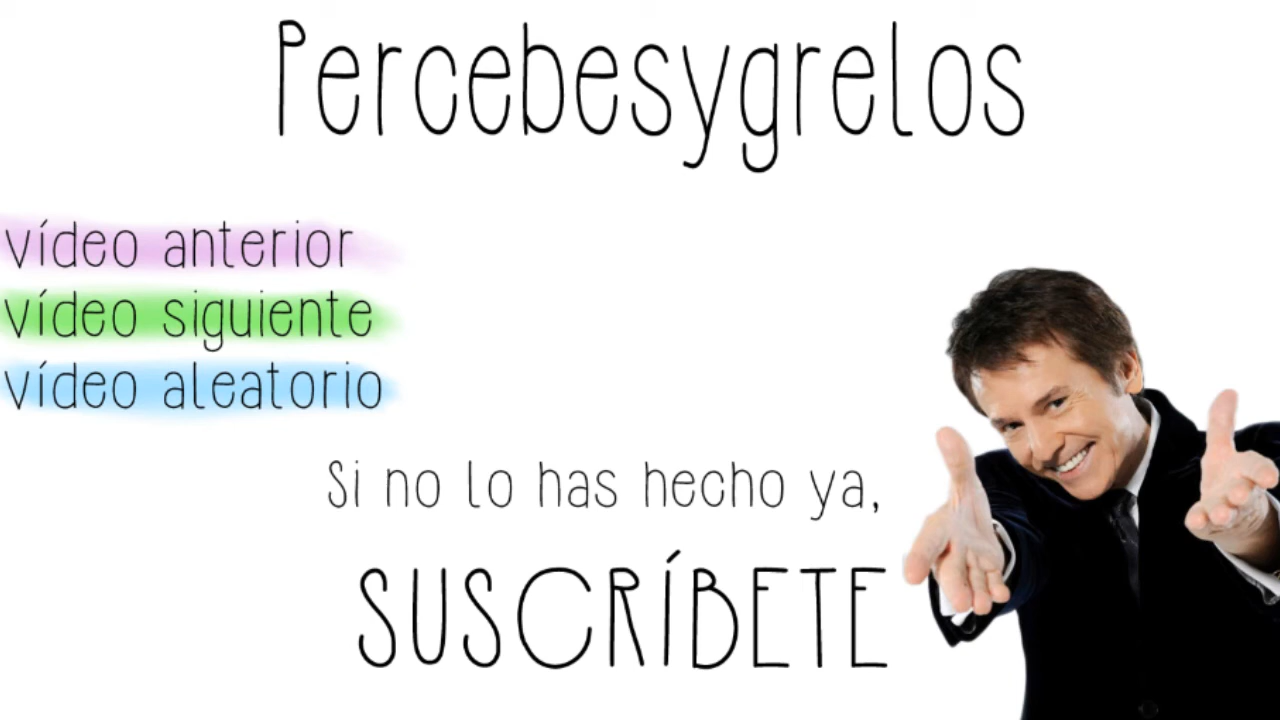 Percebesygrelos
vídeo anterior
vídeo siguiente
vídeo aleatorio
Si no lo has hecho ya,
SUSCRÍBETE